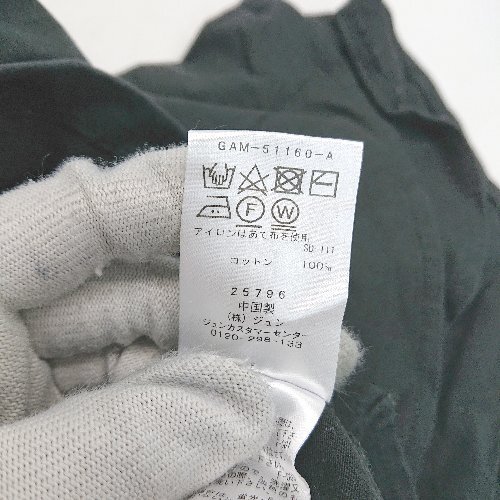 GAM-51160-A
F W
アイロンはあて布を使用
SD-111
コットン 100%
25796
中国製
(株)ジュン
ジュンカスタマーセンター
0120-298-133